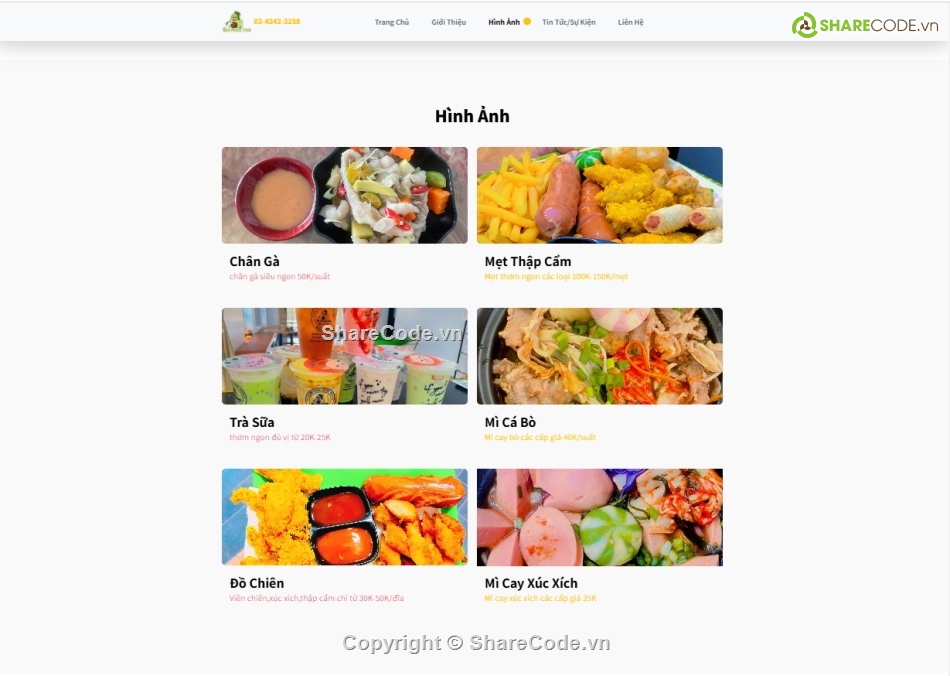 03-4242-3258
Trang Chủ
Giới Thiệu
Hình Ảnh
Tin Tức/Sự Kiện
Liên Hệ
SHARECODE.vn
Hình Ảnh
Chân Gà
chân gà siêu ngon 50K/suất
Mẹt Thập Cẩm
Mẹt thơm ngon các loại 100K-150K/mẹt
ShareCode.vn
Trà Sữa
thơm ngon đủ vị từ 20K-25K
Mì Cá Bò
Mì cay bò các cấp giá 40K/suất
Đồ Chiên
Viên chiên,xúc xich,thập cẩm chỉ từ 30K-50K/đĩa
Mì Cay Xúc Xích
Mì cay xúc xich các cấp giá 35K
Copyright © ShareCode.vn